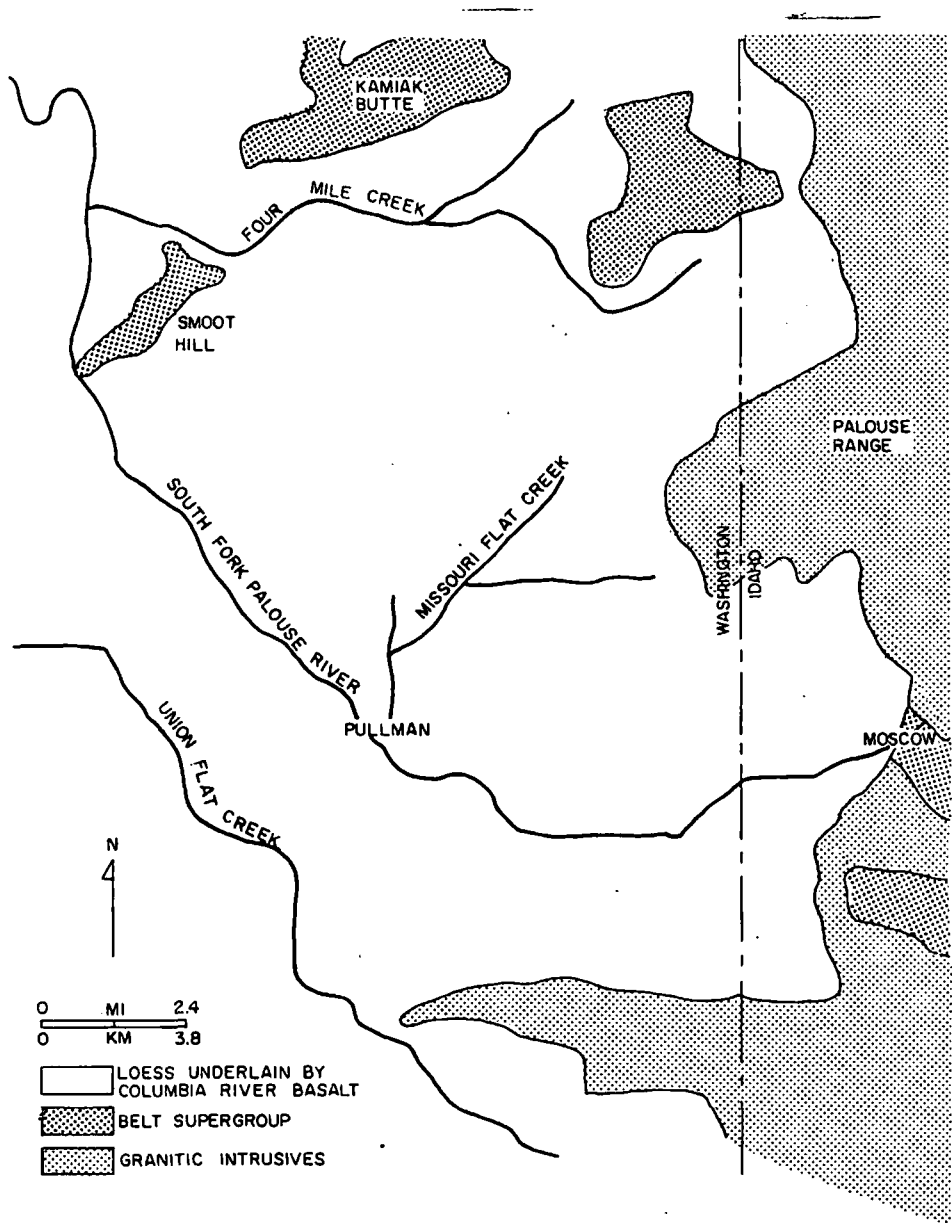 KAMIAK
BUTTE
FOUR MILE CREEK
SMOOT
HILL
PALOUSE
RANGE
SOUTH FORK PALOUSE RIVER
MISSOURI FLAT CREEK
WASHINGTON
IDAHO
UNION FLAT CREEK
PULLMAN
MOSCOW
N
0 MI 2.4
0 KM 3.8
LOESS UNDERLAIN BY
COLUMBIA RIVER BASALT
BELT SUPERGROUP
GRANITIC INTRUSIVES